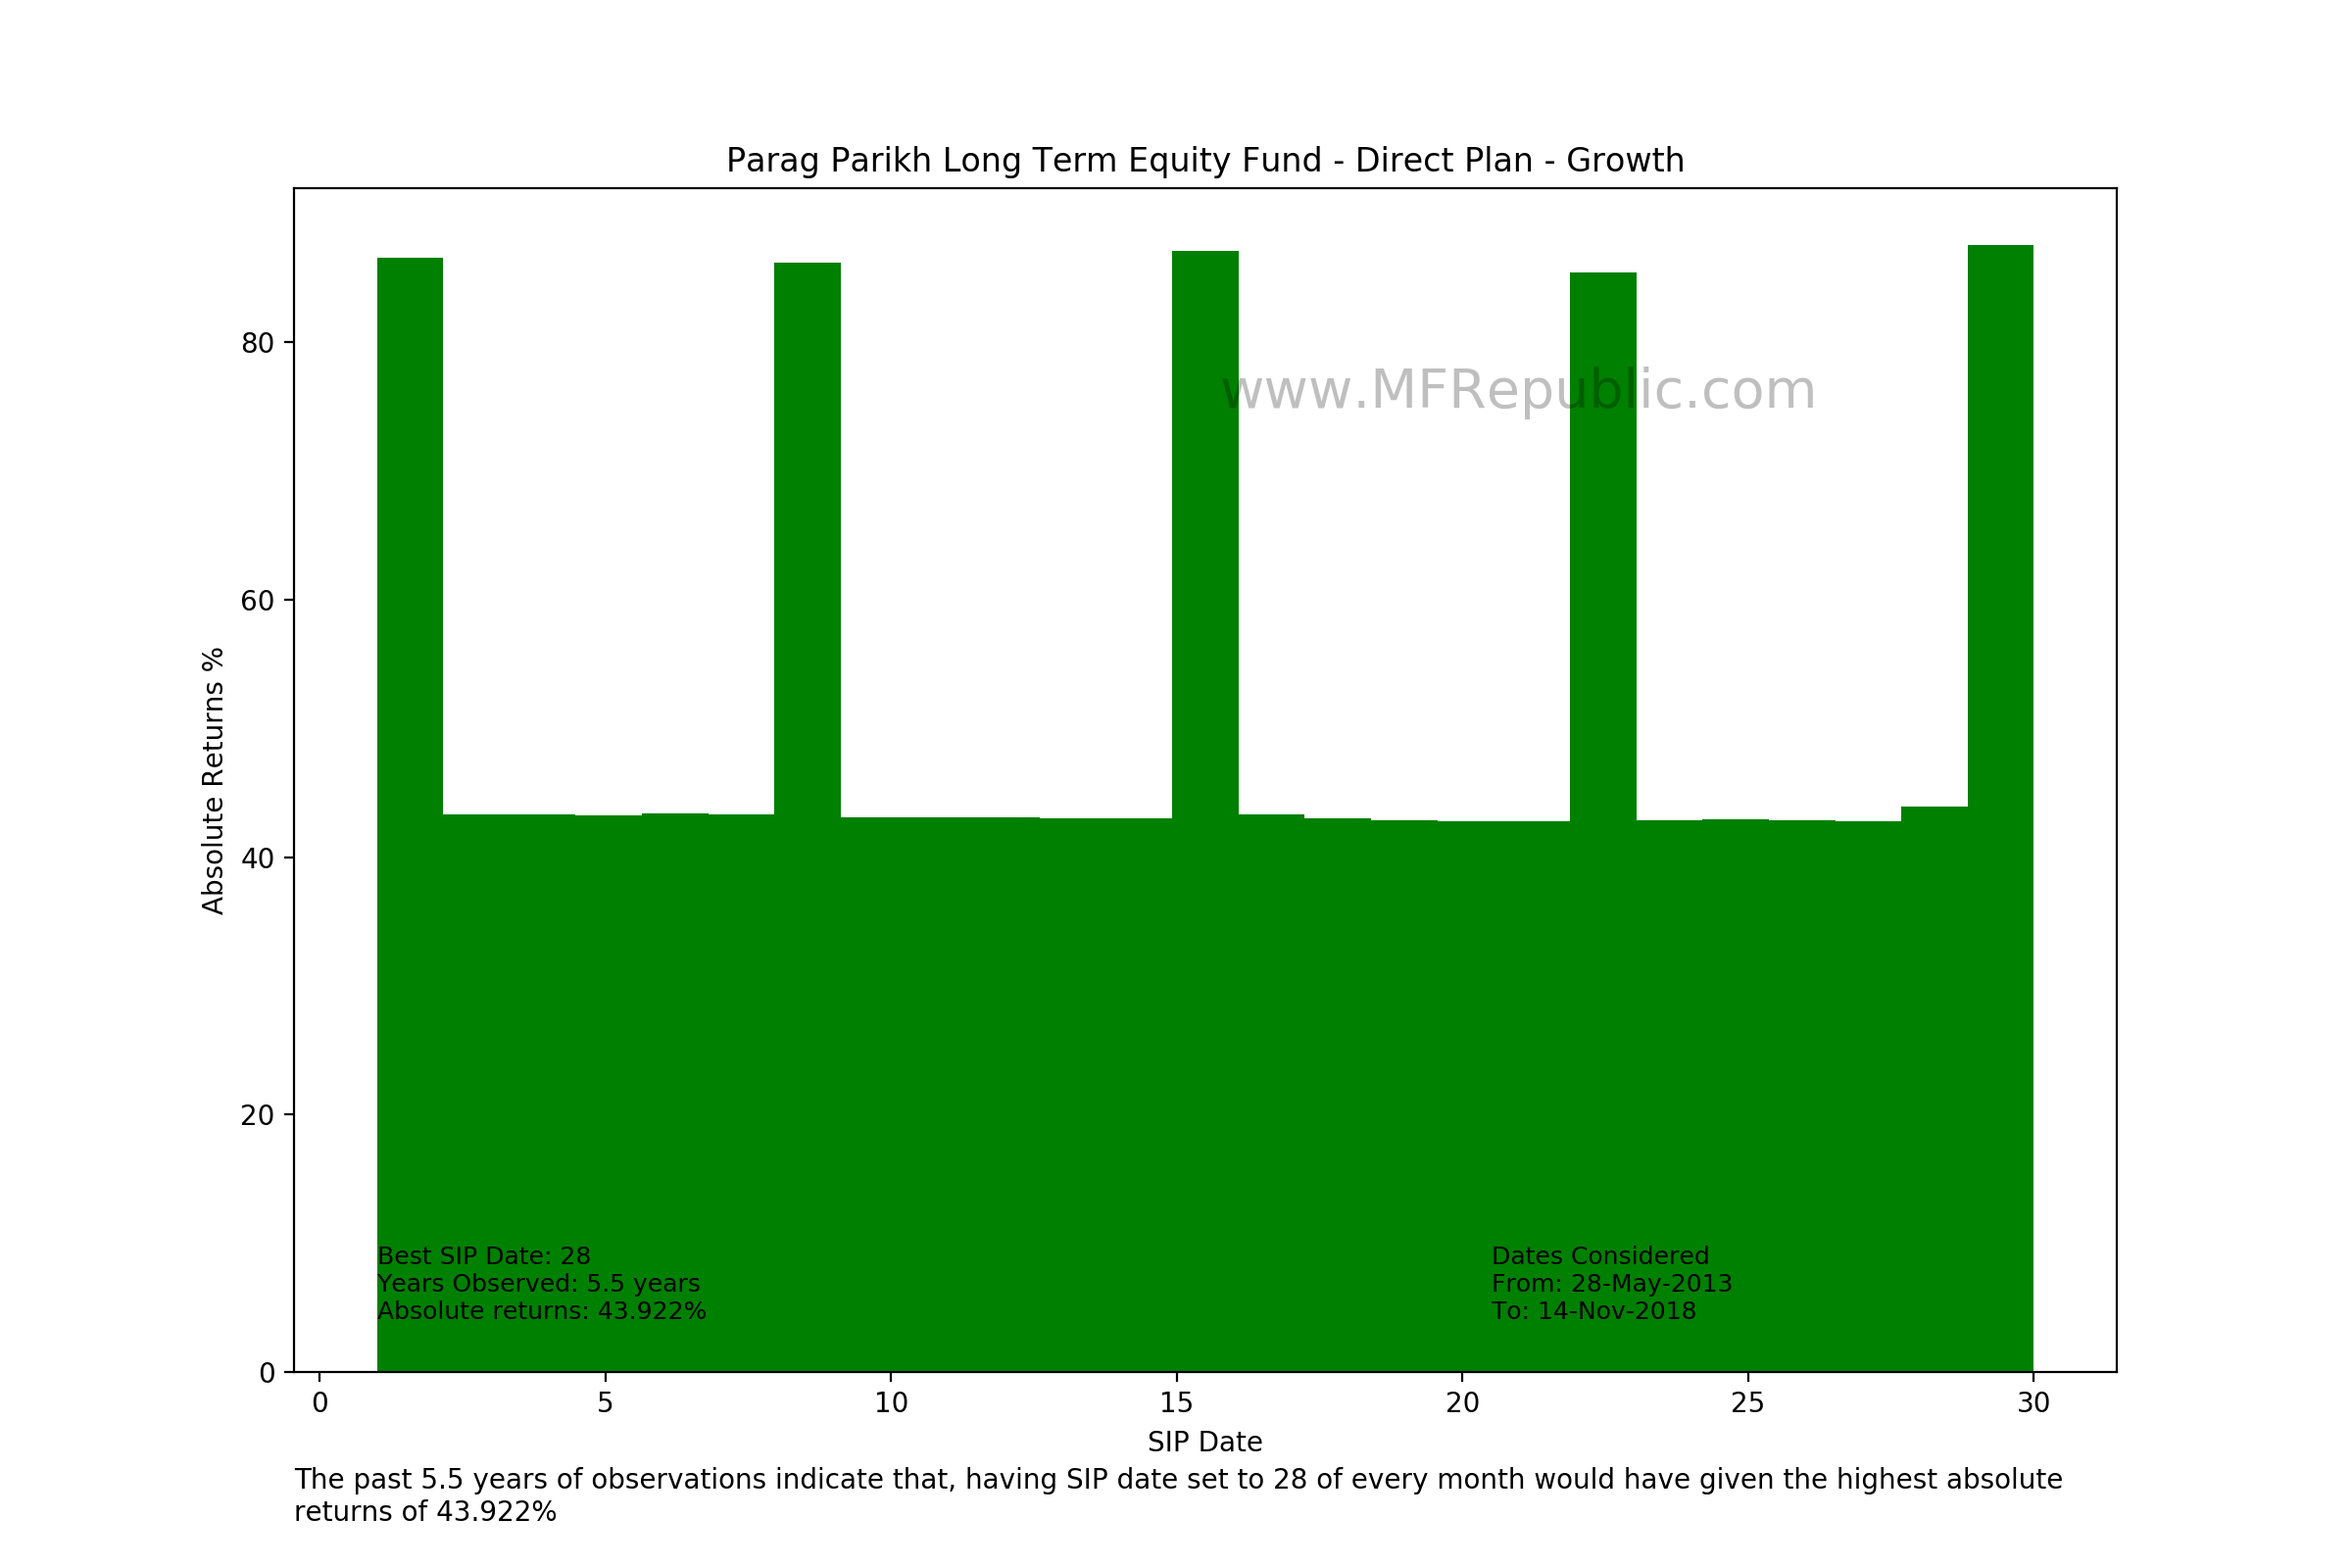 Parag Parikh Long Term Equity Fund - Direct Plan - Growth
80
60
40
20
0
Absolute Returns %
www.MFRepublic.com
Best SIP Date: 28
Years Observed: 5.5 years
Absolute returns: 43.922%
Dates Considered
From: 28-May-2013
To: 14-Nov-2018
0 5 10 15 20 25 30
SIP Date
The past 5.5 years of observations indicate that, having SIP date set to 28 of every month would have given the highest absolute
returns of 43.922%